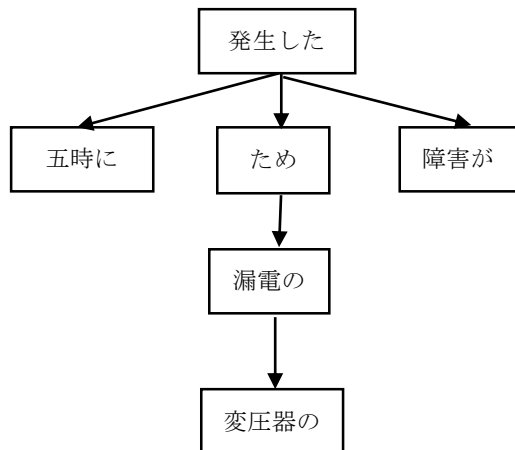 発生した
五時に
ため
障害が
漏電の
変圧器の